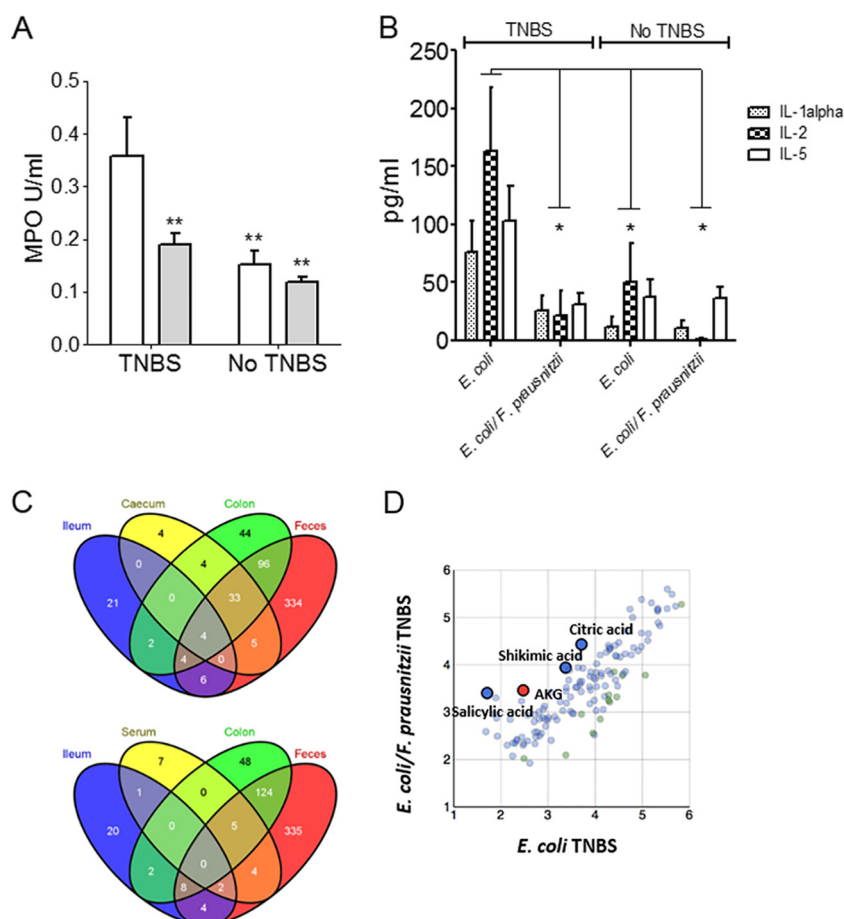 A
MPO U/ml
0.5
0.4
0.3
0.2
0.1
0.0
**
**
**
TNBS
No TNBS
B
TNBS
No TNBS
pg/ml
250
200
150
100
50
0
*
*
*
IL-1alpha
IL-2
IL-5
E. coli
E. coli/ F. prausnitzii
E. coli
E. coli/ F. prausnitzii
C
Caecum
Colon
Ileum
Feces
4
44
0
4
96
21
0
33
334
2
4
5
4
0
6
Serum
Colon
Ileum
Feces
7
48
1
0
124
20
0
5
335
2
0
4
8
2
4
D
E. coli/F. prausnitzii TNBS
6
5
4
3
2
1
Citric acid
Shikimic acid
AKG
Salicylic acid
1
2
3
4
5
6
E. coli TNBS